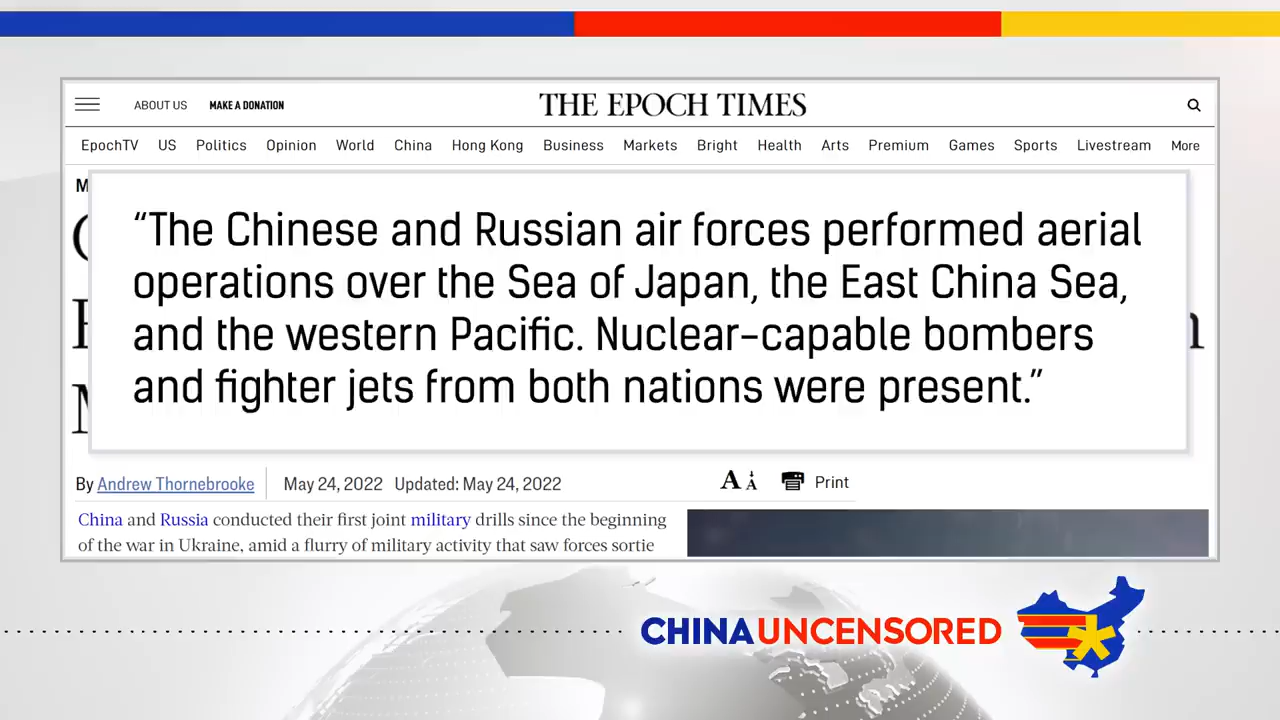 ABOUT US MAKE A DONATION THE EPOCH TIMES
EpochTV US Politics Opinion World China Hong Kong Business Markets Bright Health Arts Premium Games Sports Livestream More
“The Chinese and Russian air forces performed aerial
operations over the Sea of Japan, the East China Sea,
and the western Pacific. Nuclear-capable bombers
and fighter jets from both nations were present.”
By Andrew Thornebrooke May 24, 2022 Updated: May 24, 2022 A A Print
China and Russia conducted their first joint military drills since the beginning
of the war in Ukraine, amid a flurry of military activity that saw forces sortie
CHINA UNCENSORED